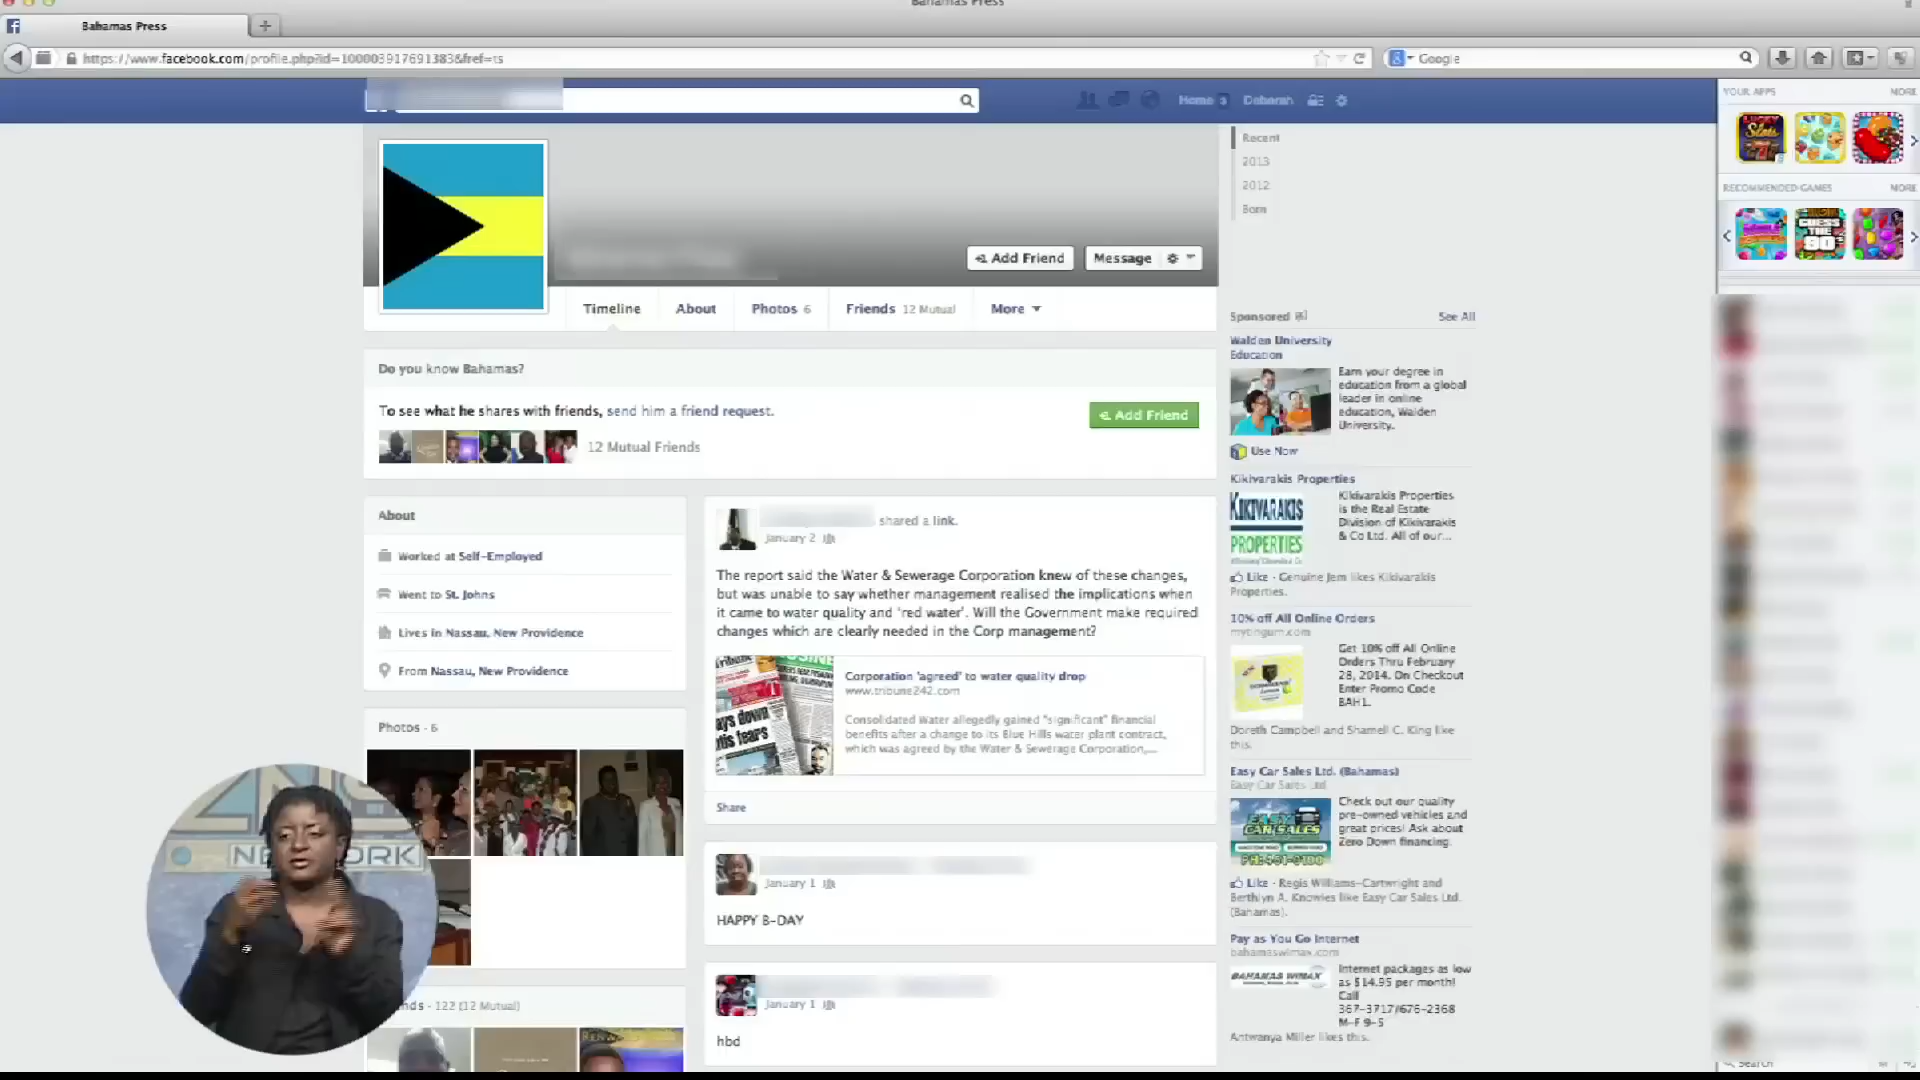 Bahamas Press
Bahamas Press
https://www.facebook.com/profile.php?id=100003917691383&fref=ts
Google
Home 3
Deborah
Add Friend
Message
Timeline
About
Photos 6
Friends 12 Mutual
More
Do you know Bahamas?
To see what he shares with friends, send him a friend request.
Add Friend
12 Mutual Friends
About
Worked at Self-Employed
Went to St. Johns
Lives in Nassau, New Providence
From Nassau, New Providence
Photos - 6
NETWORK
nds - 122 (12 Mutual)
shared a link.
January 2
The report said the Water & Sewerage Corporation knew of these changes,
but was unable to say whether management realised the implications when
it came to water quality and 'red water'. Will the Government make required
changes which are clearly needed in the Corp management?
Corporation 'agreed' to water quality drop
www.tribune242.com
Consolidated Water allegedly gained "significant" financial
benefits after a change to its Blue Hills water plant contract,
which was agreed by the Water & Sewerage Corporation,...
Share
January 1
HAPPY B-DAY
January 1
hbd
Recent
2013
2012
Born
Sponsored
See All
Walden University
Education
Earn your degree in
education from a global
leader in online
education, Walden
University.
Use Now
Kikivarakis Properties
KIKIVARAKIS
PROPERTIES
Kikivarakis Properties
is the Real Estate
Division of Kikivarakis
& Co Ltd. All of our...
Like · Genuine Jem likes Kikivarakis
Properties.
10% off All Online Orders
Get 10% off All Online
Orders Thru February
28, 2014. On Checkout
Enter Promo Code
BAH1.
Doreth Campbell and Shamell C. King like
this.
Easy Car Sales Ltd. (Bahamas)
Easy Car Sales Ltd
EASY
CAR SALES
Check out our quality
pre-owned vehicles and
great prices! Ask about
Zero Down financing.
Like · Regis Williams-Cartwright and
Berthlyn A. Knowles like Easy Car Sales Ltd.
(Bahamas).
Pay as You Go Internet
bahamaswimax.com
BAHAMAS WIMAX
Internet packages as low
as $14.95 per month!
Call
367-3717/676-2368
M-F 9-5
Antwanya Miller likes this.
YOUR APPS
MORE
LUCKY
Slots
RECOMMENDED GAMES
MORE
THE
Search